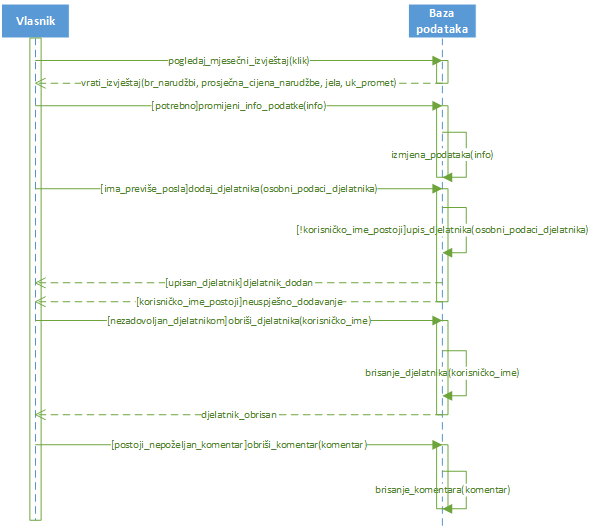 Vlasnik
Baza
podataka
pogledaj_mjesečni_izvještaj(klik)
vrati_izvještaj(br_narudžbi, prosječna_cijena_narudžbe, jela, uk_promet)
[potrebno]promijeni_info_podatke(info)
izmjena_podataka(info)
[ima_previše_posla]dodaj_djelatnika(osobni_podaci_djelatnika)
[!korisničko_ime_postoji]upis_djelatnika(osobni_podaci_djelatnika)
[upisan_djelatnik]djelatnik_dodan
[korisničko_ime_postoji]neuspješno_dodavanje
[nezadovoljan_djelatnikom]obriši_djelatnika(korisničko_ime)
brisanje_djelatnika(korisničko_ime)
djelatnik_obrisan
[postoji_nepoželjan_komentar]obriši_komentar(komentar)
brisanje_komentara(komentar)